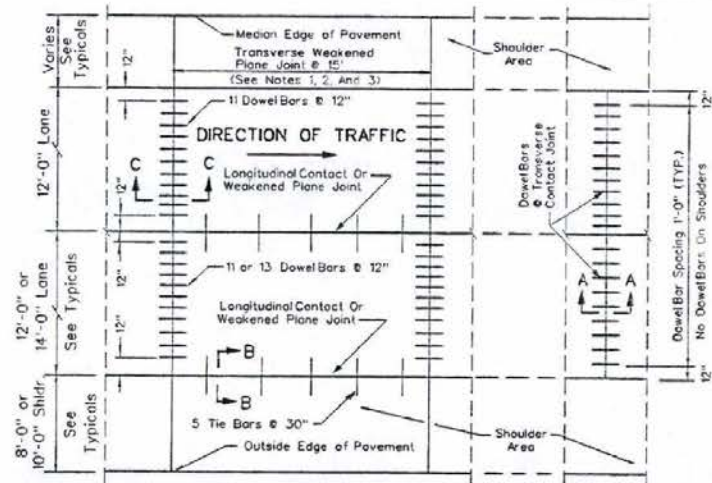 Varies
See
Typicals
12"
Median Edge of Pavement
Transverse Weakened
Plane Joint @ 15'
(See Notes 1, 2, And 3)
Shoulder
Area
12"
11 Dowel Bars @ 12"
DIRECTION OF TRAFFIC
12'-0" Lane
C
C
12"
Longitudinal Contact Or
Weakened Plane Joint
Dowel Bars
@ Transverse
Contact Joint
Dowel Bar Spacing 1'-0" (TYP.)
No Dowel Bars On Shoulders
12'-0" or
14'-0" Lane
See Typicals
12"
11 or 13 Dowel Bars @ 12"
12"
Longitudinal Contact Or
Weakened Plane Joint
A
A
B
B
12"
8'-0" or
10'-0" Shldr
See
Typicals
5 Tie Bars @ 30"
Shoulder
Area
Outside Edge of Pavement